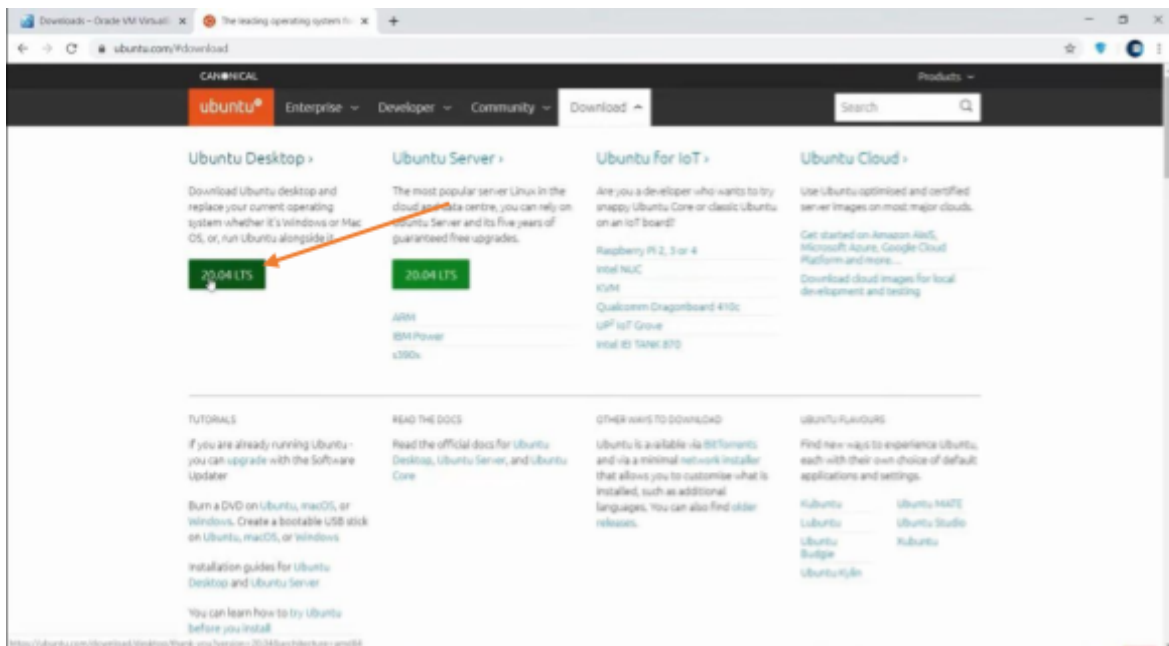 Downloads – Oracle VM Virtuall
The leading operating system fo
ubuntu.com/#download
CANONICAL
Products
ubuntu®
Enterprise
Developer
Community
Download
Search
Ubuntu Desktop ›
Download Ubuntu desktop and
replace your current operating
system whether it's Windows or Mac
OS, or, run Ubuntu alongside it.
20.04 LTS
Ubuntu Server ›
The most popular server Linux in the
cloud and data centre, you can rely on
Ubuntu Server and its five years of
guaranteed free upgrades.
20.04 LTS
ARM
IBM Power
s390x
Ubuntu for IoT ›
Are you a developer who wants to try
snappy Ubuntu Core or classic Ubuntu
on an IoT board?
Raspberry Pi 2, 3 or 4
Intel NUC
KVM
Qualcomm Dragonboard 410c
UP² IoT Grove
Intel IEI TANK 870
Ubuntu Cloud ›
Use Ubuntu optimised and certified
server images on most major clouds.
Get started on Amazon AWS,
Microsoft Azure, Google Cloud
Platform and more...
Download cloud images for local
development and testing
TUTORIALS
If you are already running Ubuntu -
you can upgrade with the Software
Updater
Burn a DVD on Ubuntu, macOS, or
Windows. Create a bootable USB stick
on Ubuntu, macOS, or Windows
Installation guides for Ubuntu
Desktop and Ubuntu Server
You can learn how to try Ubuntu
before you install
READ THE DOCS
Read the official docs for Ubuntu
Desktop, Ubuntu Server, and Ubuntu
Core
OTHER WAYS TO DOWNLOAD
Ubuntu is available via BitTorrents
and via a minimal network installer
that allows you to customise what is
installed, such as additional
languages. You can also find older
releases.
UBUNTU FLAVOURS
Find new ways to experience Ubuntu,
each with their own choice of default
applications and settings.
Kubuntu
Lubuntu
Ubuntu
Budgie
Ubuntu Kylin
Ubuntu MATE
Ubuntu Studio
Xubuntu
https://ubuntu.com/download/desktop/thank-you?version=20.04&architecture=amd64